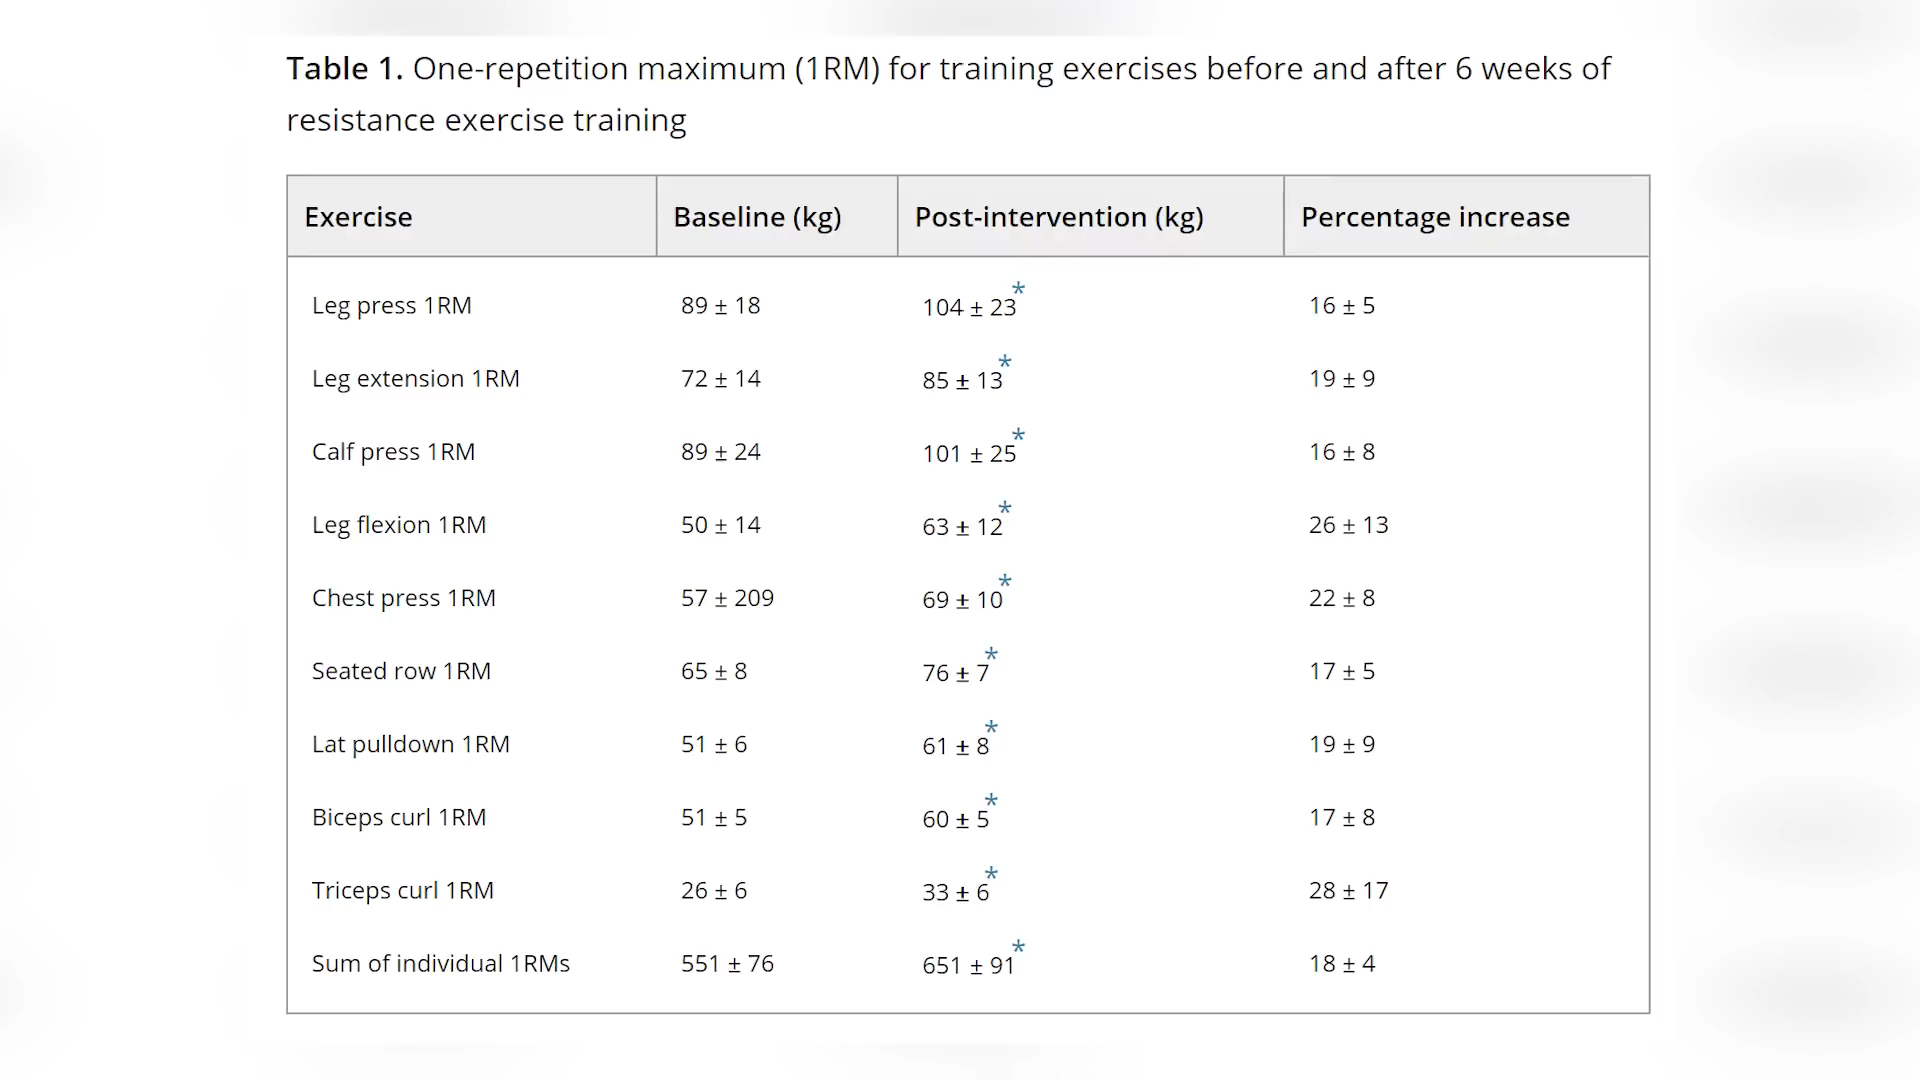 Table 1. One-repetition maximum (1RM) for training exercises before and after 6 weeks of
resistance exercise training
Exercise Baseline (kg) Post-intervention (kg) Percentage increase
Leg press 1RM 89 ± 18 104 ± 23* 16 ± 5
Leg extension 1RM 72 ± 14 85 ± 13* 19 ± 9
Calf press 1RM 89 ± 24 101 ± 25* 16 ± 8
Leg flexion 1RM 50 ± 14 63 ± 12* 26 ± 13
Chest press 1RM 57 ± 209 69 ± 10* 22 ± 8
Seated row 1RM 65 ± 8 76 ± 7* 17 ± 5
Lat pulldown 1RM 51 ± 6 61 ± 8* 19 ± 9
Biceps curl 1RM 51 ± 5 60 ± 5* 17 ± 8
Triceps curl 1RM 26 ± 6 33 ± 6* 28 ± 17
Sum of individual 1RMs 551 ± 76 651 ± 91* 18 ± 4